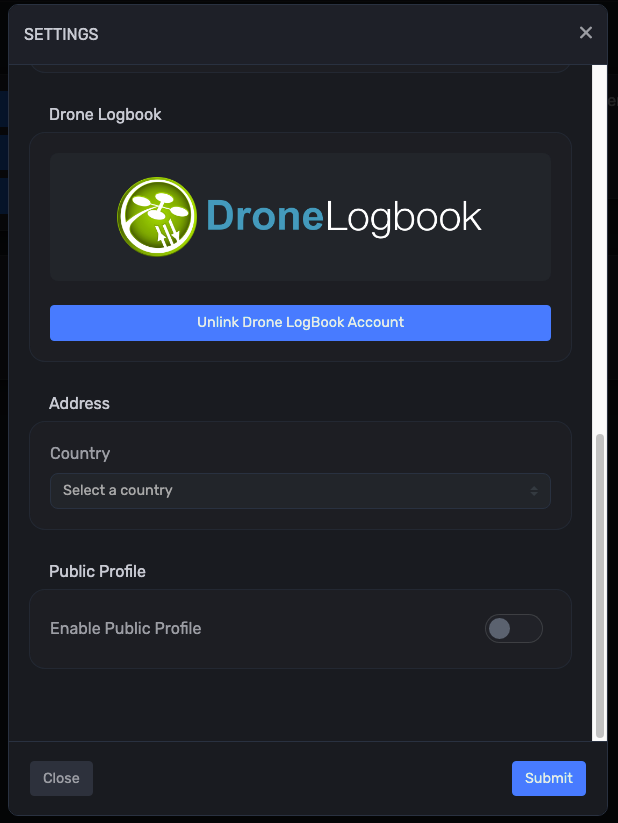 SETTINGS
Drone Logbook
DroneLogbook
Unlink Drone LogBook Account
Address
Country
Select a country
Public Profile
Enable Public Profile
Close
Submit